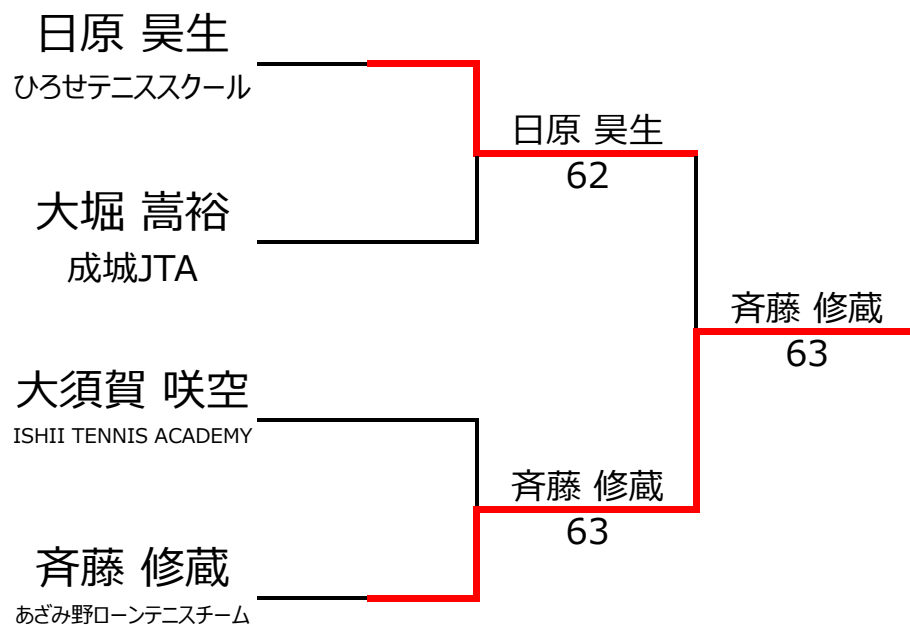 日原 昊生
ひろせテニススクール
日原 昊生
62
大堀 嵩裕
成城JTA
斉藤 修蔵
63
大須賀 咲空
ISHII TENNIS ACADEMY
斉藤 修蔵
63
斉藤 修蔵
あざみ野ローンテニスチーム